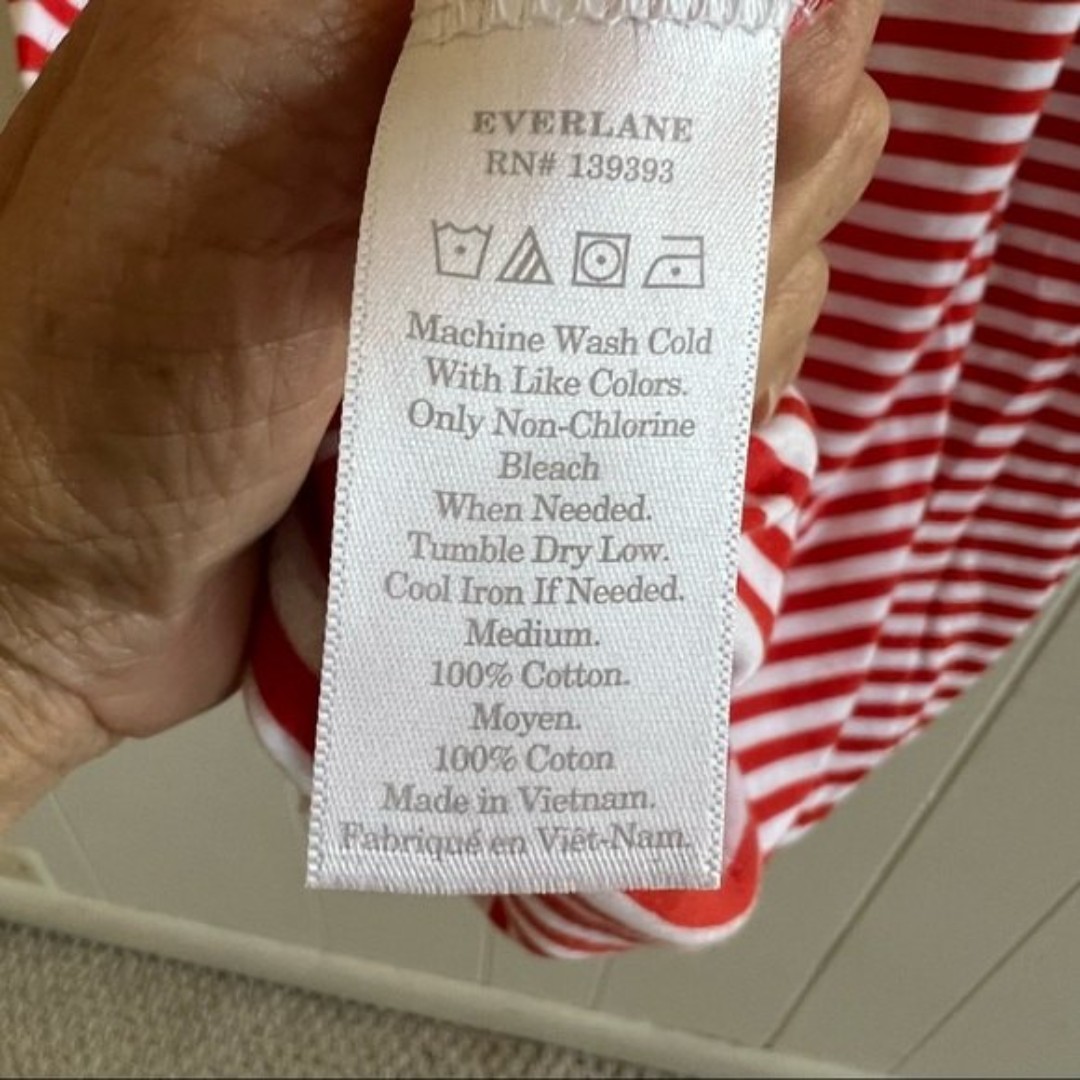 EVERLANE
RN# 139393
Machine Wash Cold
With Like Colors.
Only Non-Chlorine
Bleach
When Needed.
Tumble Dry Low.
Cool Iron If Needed.
Medium.
100% Cotton.
Moyen.
100% Coton
Made in Vietnam.
Fabriqué en Viêt-Nam.